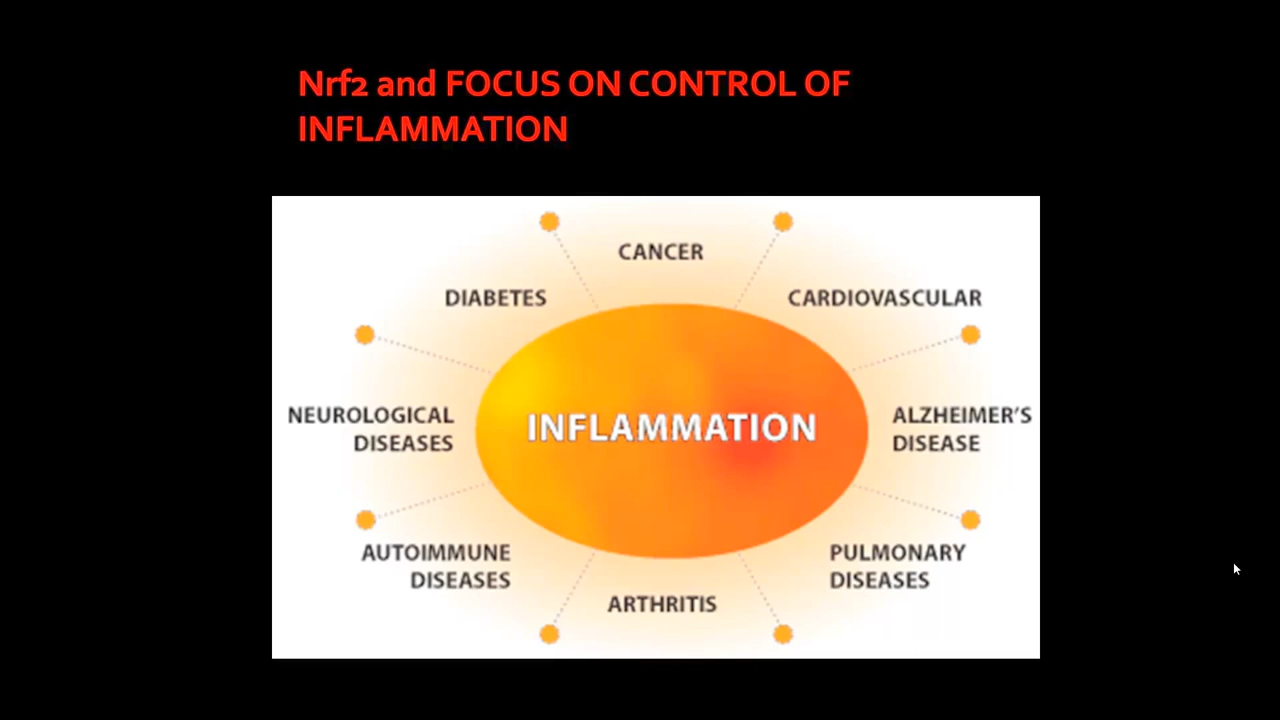 Nrf2 and FOCUS ON CONTROL OF
INFLAMMATION
CANCER
DIABETES
CARDIOVASCULAR
NEUROLOGICAL
DISEASES
INFLAMMATION
ALZHEIMER'S
DISEASE
AUTOIMMUNE
DISEASES
PULMONARY
DISEASES
ARTHRITIS